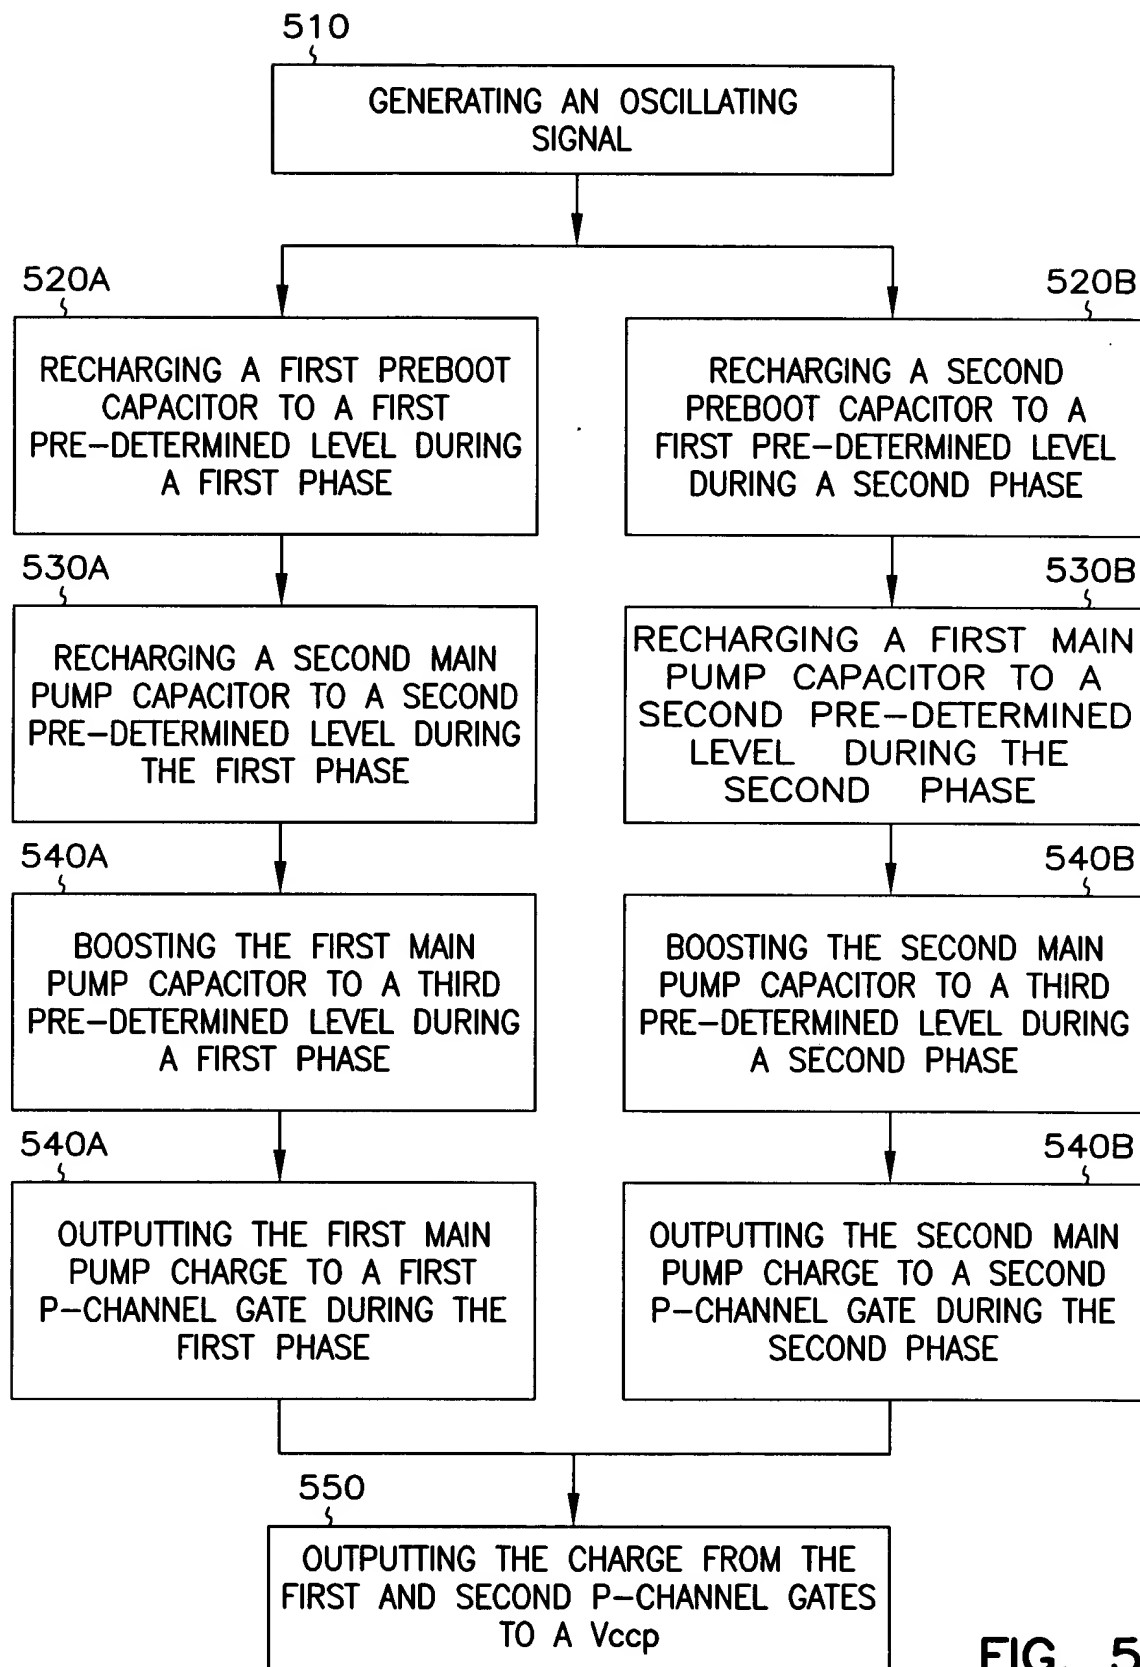 510
GENERATING AN OSCILLATING
SIGNAL
520A
RECHARGING A FIRST PREBOOT
CAPACITOR TO A FIRST
PRE-DETERMINED LEVEL DURING
A FIRST PHASE
520B
RECHARGING A SECOND
PREBOOT CAPACITOR TO A
FIRST PRE-DETERMINED LEVEL
DURING A SECOND PHASE
530A
RECHARGING A SECOND MAIN
PUMP CAPACITOR TO A SECOND
PRE-DETERMINED LEVEL DURING
THE FIRST PHASE
530B
RECHARGING A FIRST MAIN
PUMP CAPACITOR TO A
SECOND PRE-DETERMINED
LEVEL DURING THE
SECOND PHASE
540A
BOOSTING THE FIRST MAIN
PUMP CAPACITOR TO A THIRD
PRE-DETERMINED LEVEL DURING
A FIRST PHASE
540B
BOOSTING THE SECOND MAIN
PUMP CAPACITOR TO A THIRD
PRE-DETERMINED LEVEL DURING
A SECOND PHASE
540A
OUTPUTTING THE FIRST MAIN
PUMP CHARGE TO A FIRST
P-CHANNEL GATE DURING THE
FIRST PHASE
540B
OUTPUTTING THE SECOND MAIN
PUMP CHARGE TO A SECOND
P-CHANNEL GATE DURING THE
SECOND PHASE
550
OUTPUTTING THE CHARGE FROM THE
FIRST AND SECOND P-CHANNEL GATES
TO A Vccp
FIG. 5